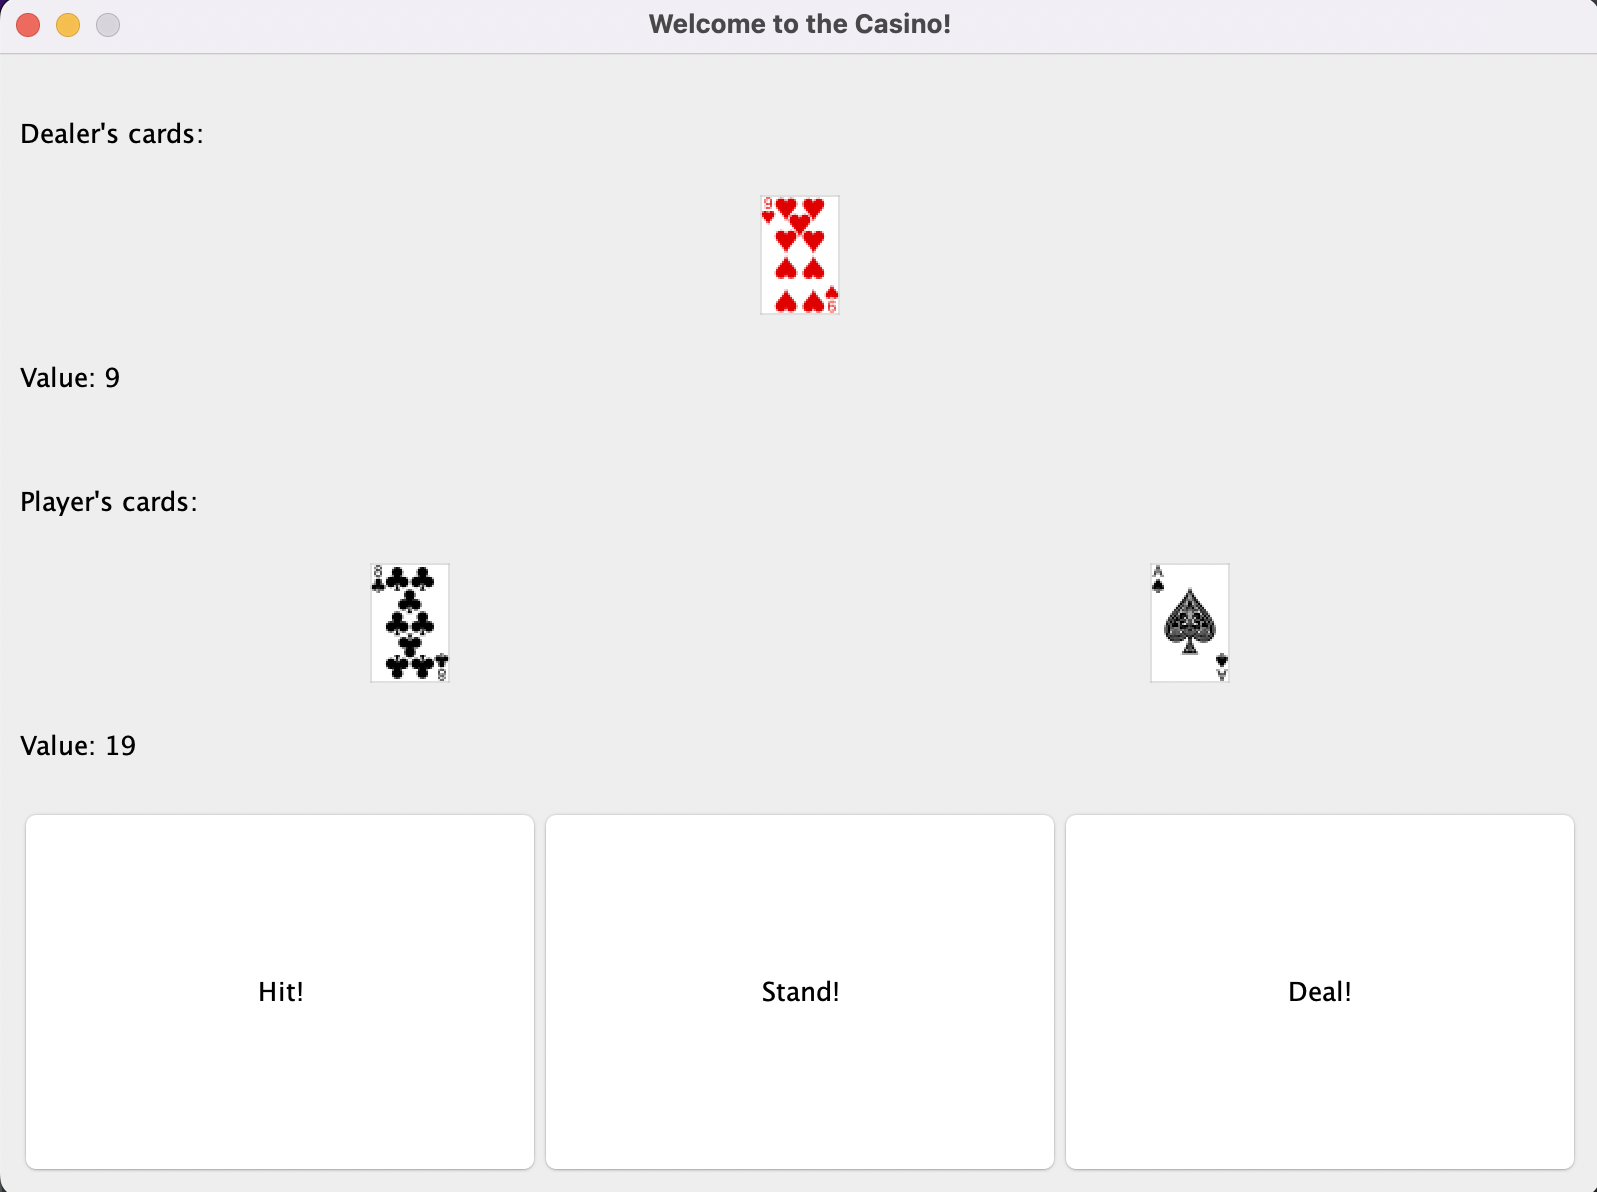 Welcome to the Casino!
Dealer's cards:
9
9
Value: 9
Player's cards:
8
8
A
A
Value: 19
Hit!
Stand!
Deal!